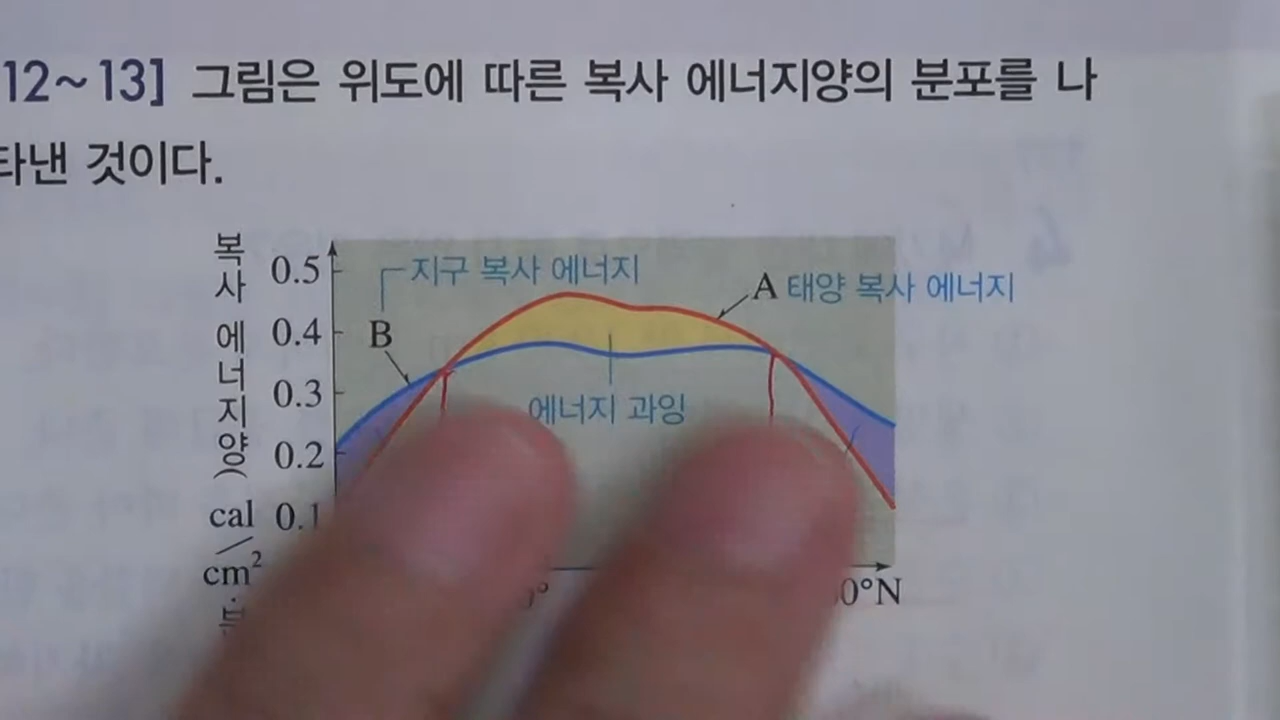 12~13] 그림은 위도에 따른 복사 에너지양의 분포를 나
타낸 것이다.
복사 에너지양(cal/cm²·분
0.5
0.4
0.3
0.2
0.1
지구 복사 에너지
B
A 태양 복사 에너지
에너지 과잉
0°N